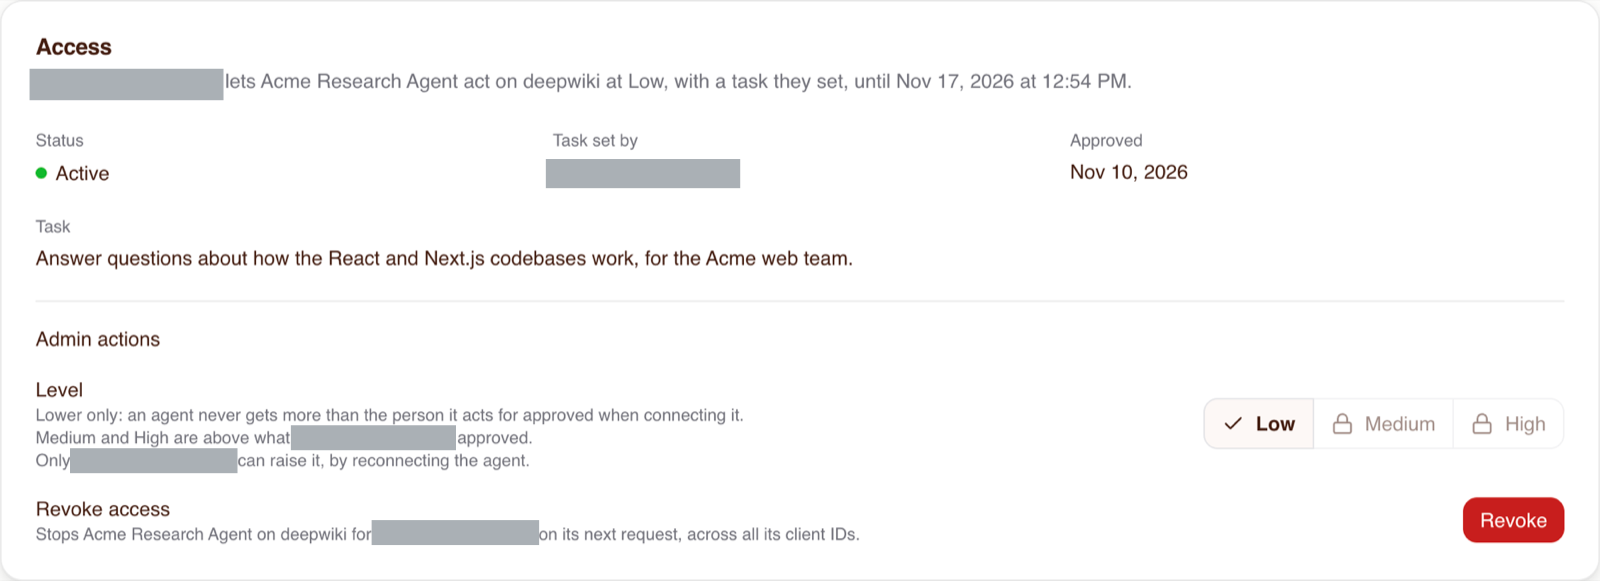 Access
lets Acme Research Agent act on deepwiki at Low, with a task they set, until Nov 17, 2026 at 12:54 PM.
Status
Task set by
Approved
Active
Nov 10, 2026
Task
Answer questions about how the React and Next.js codebases work, for the Acme web team.
Admin actions
Level
Lower only: an agent never gets more than the person it acts for approved when connecting it.
Medium and High are above what approved.
Only can raise it, by reconnecting the agent.
Low
Medium
High
Revoke access
Stops Acme Research Agent on deepwiki for on its next request, across all its client IDs.
Revoke